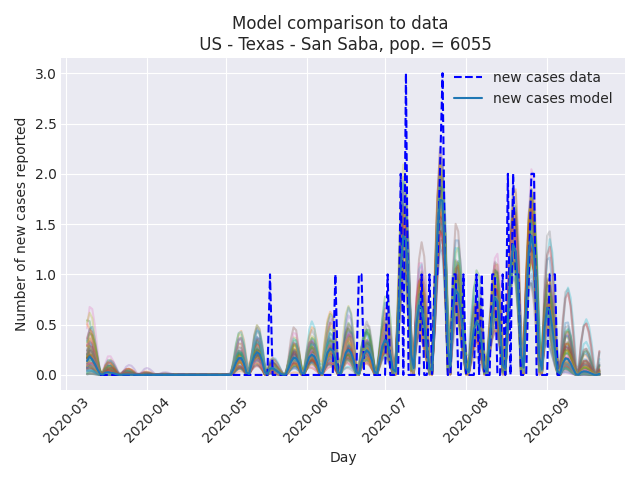 Model comparison to data
US - Texas - San Saba, pop. = 6055
3.0
2.5
2.0
1.5
1.0
0.5
0.0
Number of new cases reported
new cases data
new cases model
2020-03
2020-04
2020-05
2020-06
2020-07
2020-08
2020-09
Day